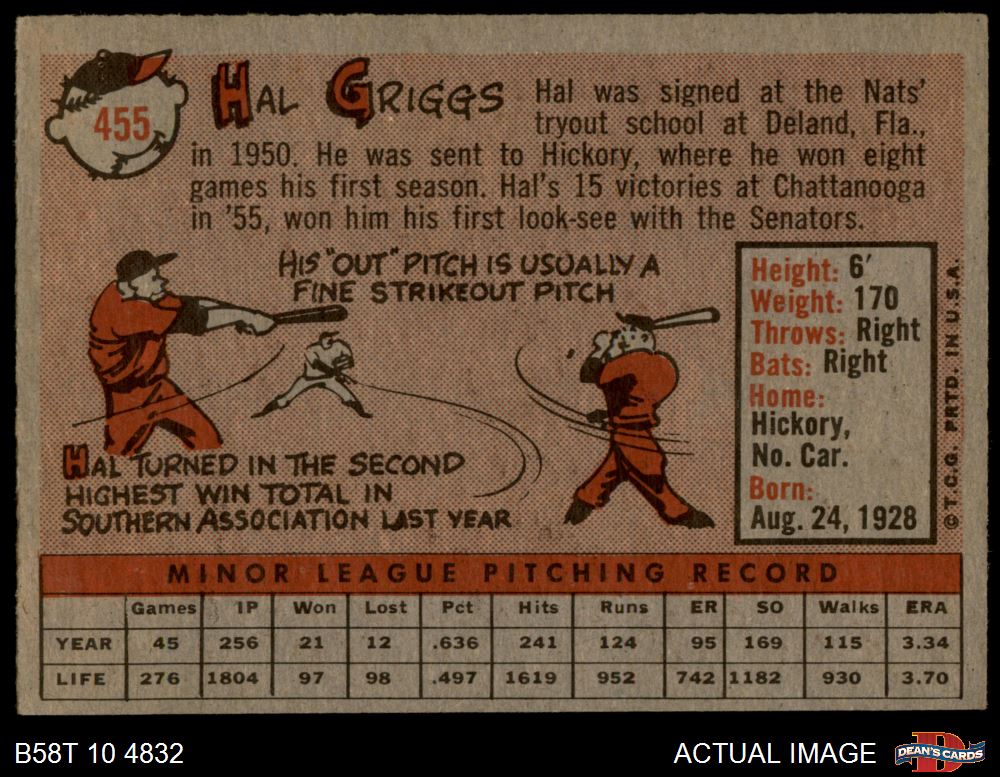 455
HAL GRIGGS
Hal was signed at the Nats'
tryout school at Deland, Fla.,
in 1950. He was sent to Hickory, where he won eight
games his first season. Hal's 15 victories at Chattanooga
in '55, won him his first look-see with the Senators.
HIS "OUT" PITCH IS USUALLY A
FINE STRIKEOUT PITCH
HAL TURNED IN THE SECOND
HIGHEST WIN TOTAL IN
SOUTHERN ASSOCIATION LAST YEAR
Height: 6'
Weight: 170
Throws: Right
Bats: Right
Home:
Hickory,
No. Car.
Born:
Aug. 24, 1928
© T.C.G. PRTD. IN U.S.A.
MINOR LEAGUE PITCHING RECORD
Games IP Won Lost Pct Hits Runs ER SO Walks ERA
YEAR 45 256 21 12 .636 241 124 95 169 115 3.34
LIFE 276 1804 97 98 .497 1619 952 742 1182 930 3.70
B58T 10 4832
ACTUAL IMAGE
D
DEAN'S CARDS